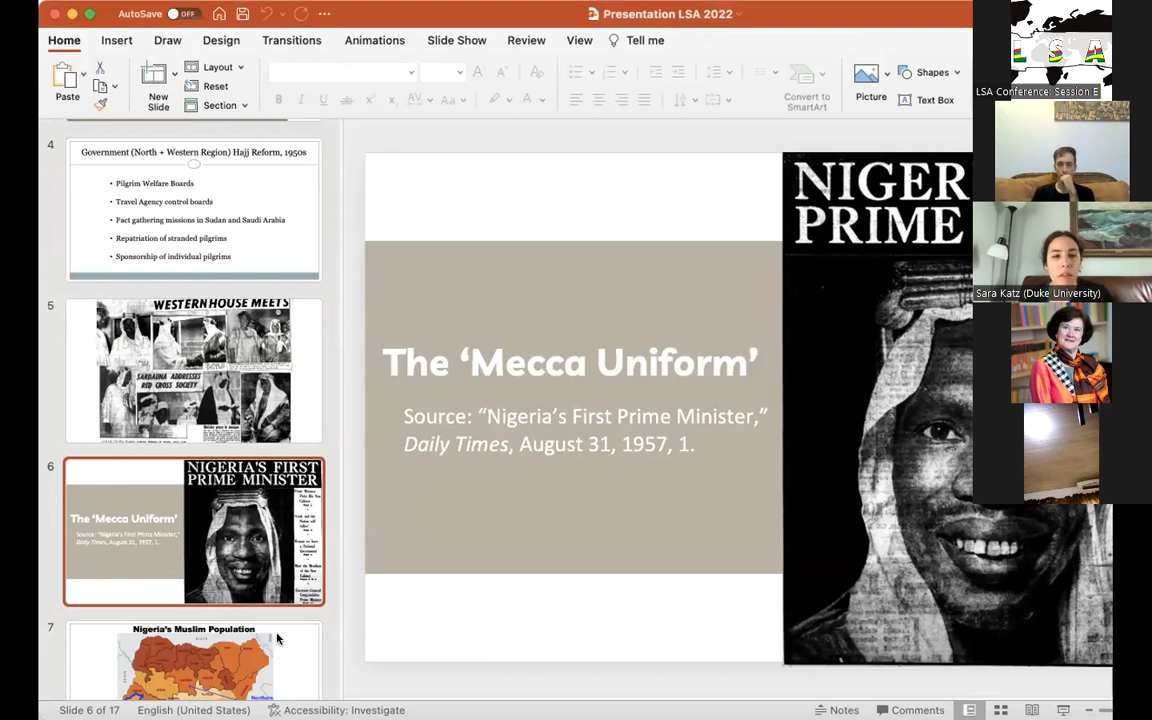 AutoSave OFF
Presentation LSA 2022
Home Insert Draw Design Transitions Animations Slide Show Review View Tell me
Paste
New Slide
Layout
Reset
Section
Convert to SmartArt
Picture
Shapes
Text Box
4
Government (North + Western Region) Hajj Reform, 1950s
• Pilgrim Welfare Boards
• Travel Agency control boards
• Fact gathering missions in Sudan and Saudi Arabia
• Repatriation of stranded pilgrims
• Sponsorship of individual pilgrims
5
WESTERN HOUSE MEETS
SARDAUNA ADDRESSES
RED CROSS SOCIETY
6
The ‘Mecca Uniform’
Source: “Nigeria’s First Prime Minister,”
Daily Times, August 31, 1957, 1.
NIGERIA'S FIRST
PRIME MINISTER
7
Nigeria's Muslim Population
The ‘Mecca Uniform’
Source: “Nigeria’s First Prime Minister,”
Daily Times, August 31, 1957, 1.
NIGER
PRIME
LSA
LSA Conference: Session E
Sara Katz (Duke University)
Slide 6 of 17
English (United States)
Accessibility: Investigate
Notes
Comments